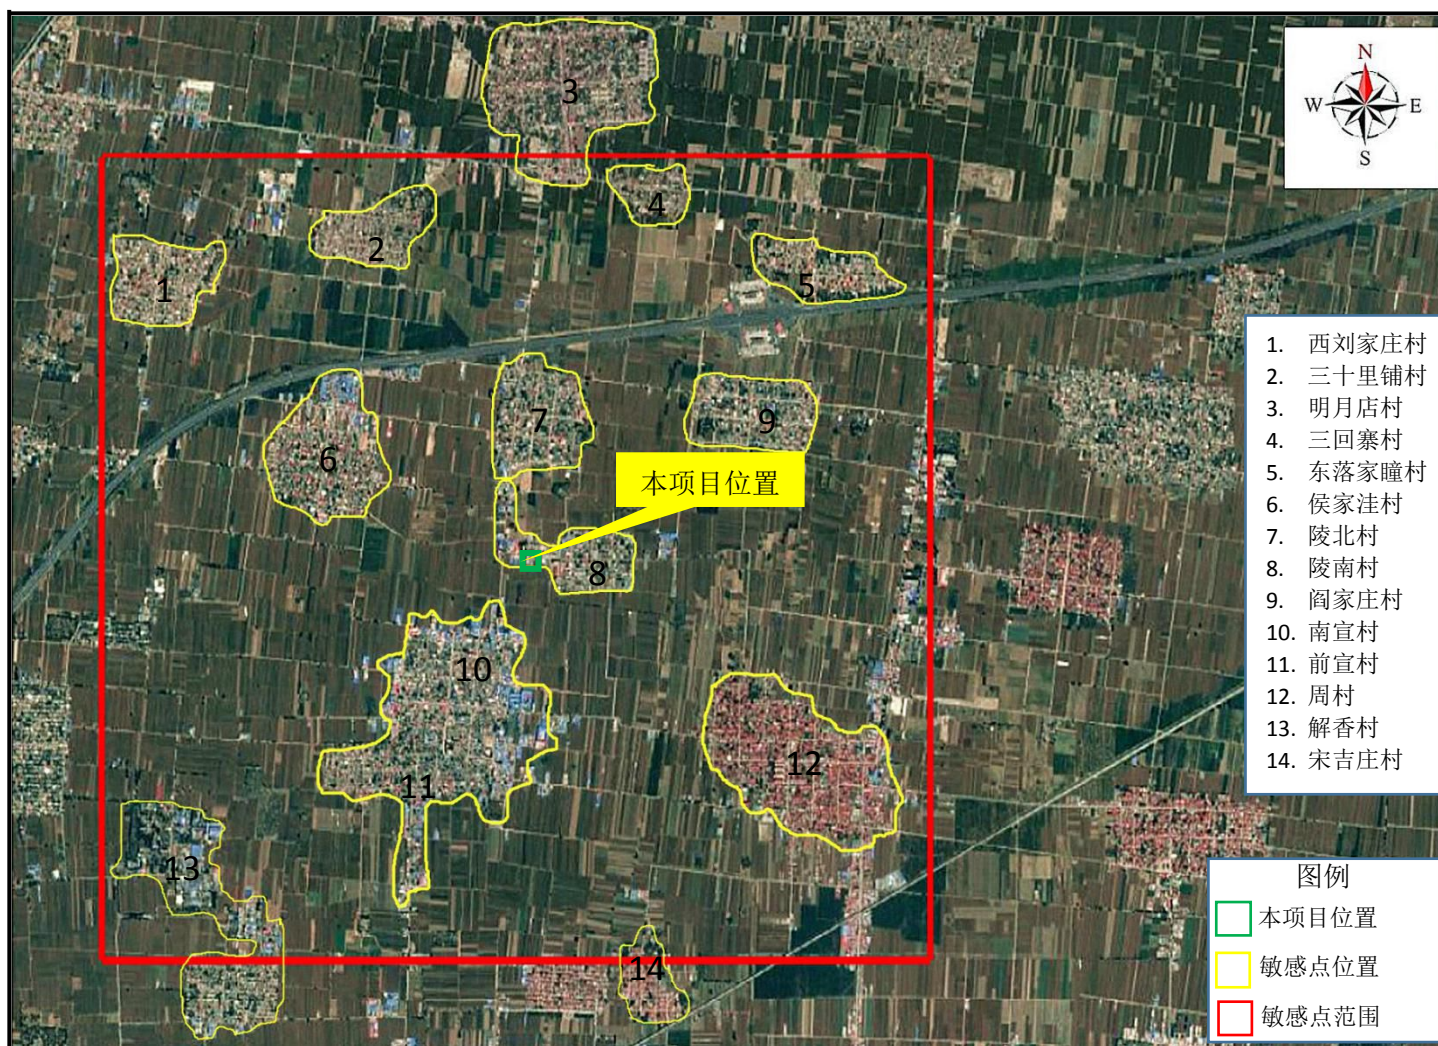 N
W
E
S
3
4
2
1
5
7
9
6
本项目位置
8
10
12
11
13
14
1. 西刘家庄村
2. 三十里铺村
3. 明月店村
4. 三回寨村
5. 东落家瞳村
6. 侯家洼村
7. 陵北村
8. 陵南村
9. 阎家庄村
10. 南宣村
11. 前宣村
12. 周村
13. 解香村
14. 宋吉庄村
图例
本项目位置
敏感点位置
敏感点范围